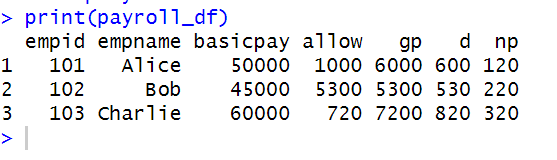 > print(payroll_df)
  empid empname basicpay allow   gp   d  np
1   101   Alice    50000  1000 6000 600 120
2   102     Bob    45000  5300 5300 530 220
3   103 Charlie    60000   720 7200 820 320
>